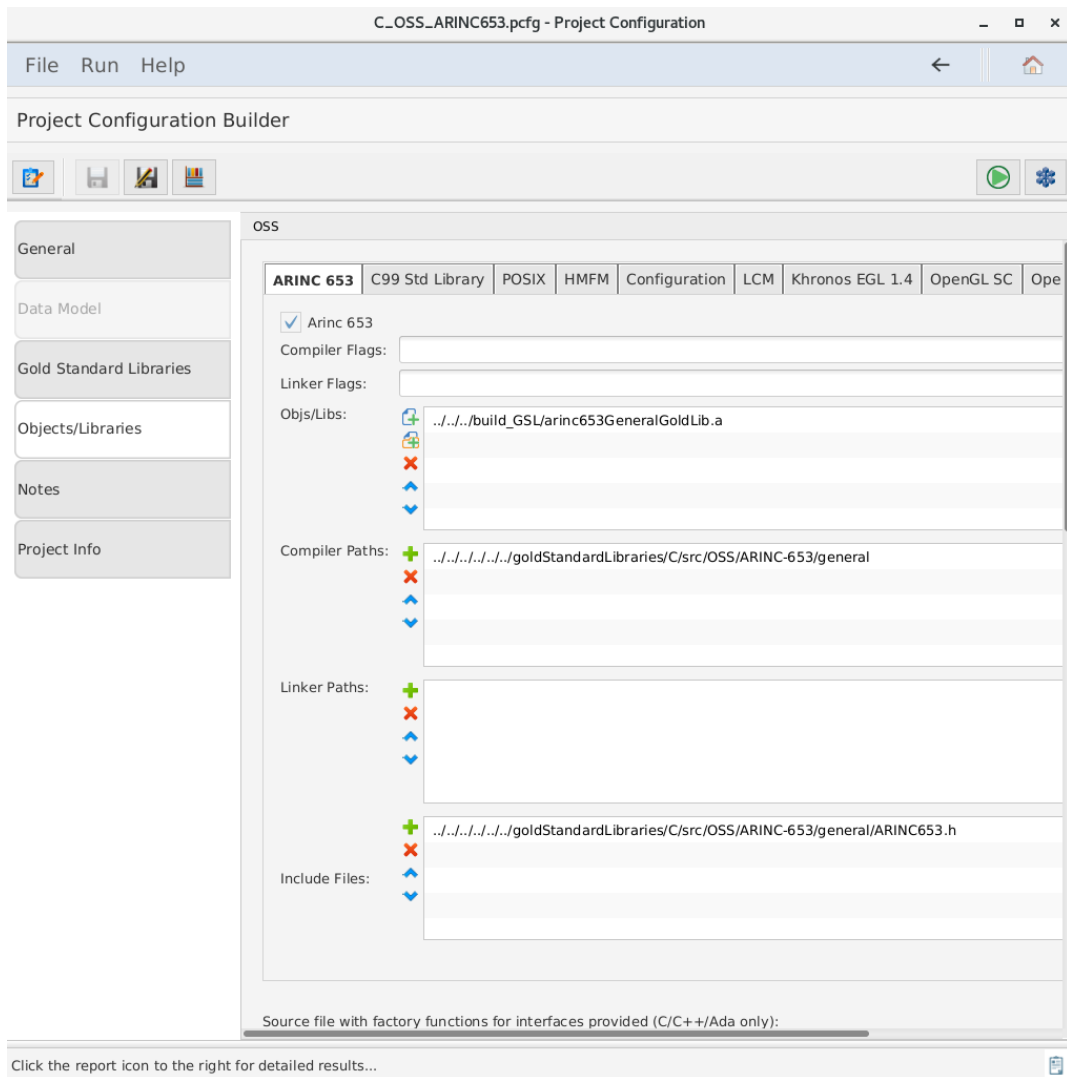 C_OSS_ARINC653.pcfg - Project Configuration
File Run Help
Project Configuration Builder
General
Data Model
Gold Standard Libraries
Objects/Libraries
Notes
Project Info
OSS
ARINC 653 C99 Std Library POSIX HMFM Configuration LCM Khronos EGL 1.4 OpenGL SC Ope
Arinc 653
Compiler Flags:
Linker Flags:
Objs/Libs:
../../../build_GSL/arinc653GeneralGoldLib.a
Compiler Paths:
../../../../../../goldStandardLibraries/C/src/OSS/ARINC-653/general
Linker Paths:
../../../../../../goldStandardLibraries/C/src/OSS/ARINC-653/general/ARINC653.h
Include Files:
Source file with factory functions for interfaces provided (C/C++/Ada only):
Click the report icon to the right for detailed results...